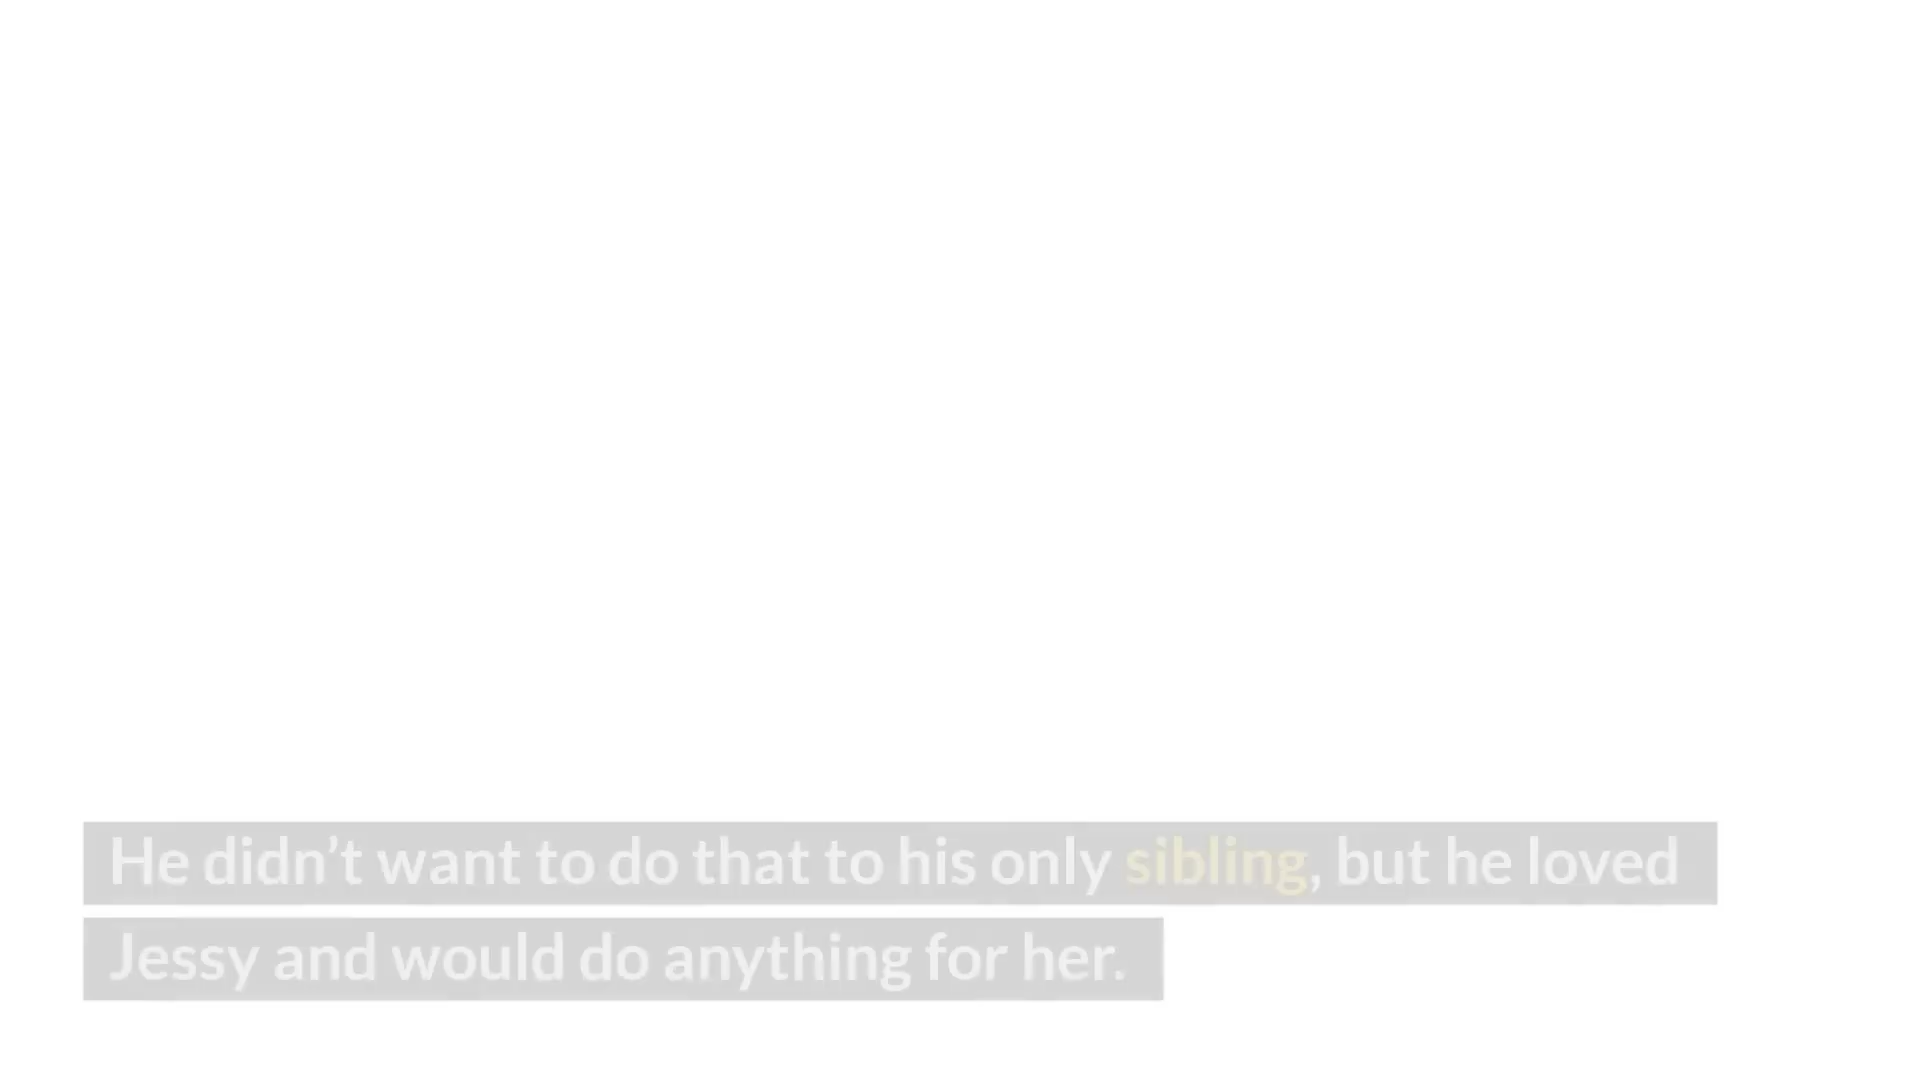 He didn’t want to do that to his only sibling, but he loved
Jessy and would do anything for her.